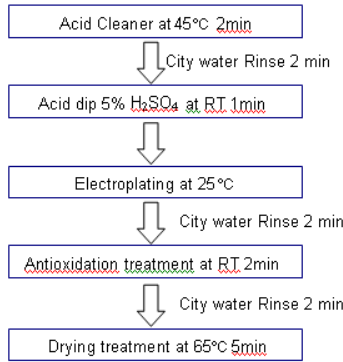 Acid Cleaner at 45°C 2min
City water Rinse 2 min
Acid dip 5% H₂SO₄ at RT 1min
Electroplating at 25°C
City water Rinse 2 min
Antioxidation treatment at RT 2min
City water Rinse 2 min
Drying treatment at 65°C 5min